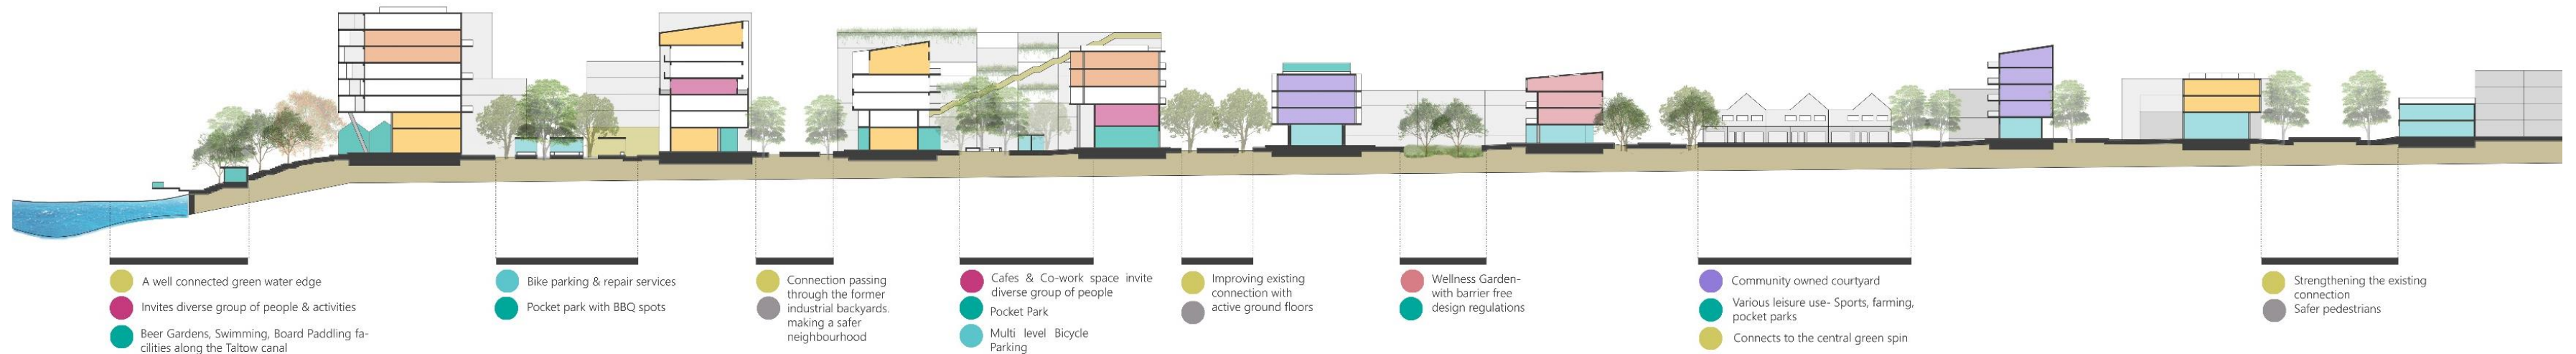 A well connected green water edge
Invites diverse group of people & activities
Beer Gardens, Swimming, Board Paddling fa-
cilities along the Taltow canal
Bike parking & repair services
Pocket park with BBQ spots
Connection passing
through the former
industrial backyards.
making a safer
neighbourhood
Cafes & Co-work space invite
diverse group of people
Pocket Park
Multi level Bicycle
Parking
Improving existing
connection with
active ground floors
Wellness Garden-
with barrier free
design regulations
Community owned courtyard
Various leisure use- Sports, farming,
pocket parks
Connects to the central green spin
Strengthening the existing
connection
Safer pedestrians